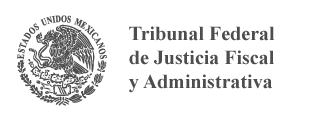 ESTADOS UNIDOS MEXICANOS
Tribunal Federal
de Justicia Fiscal
y Administrativa